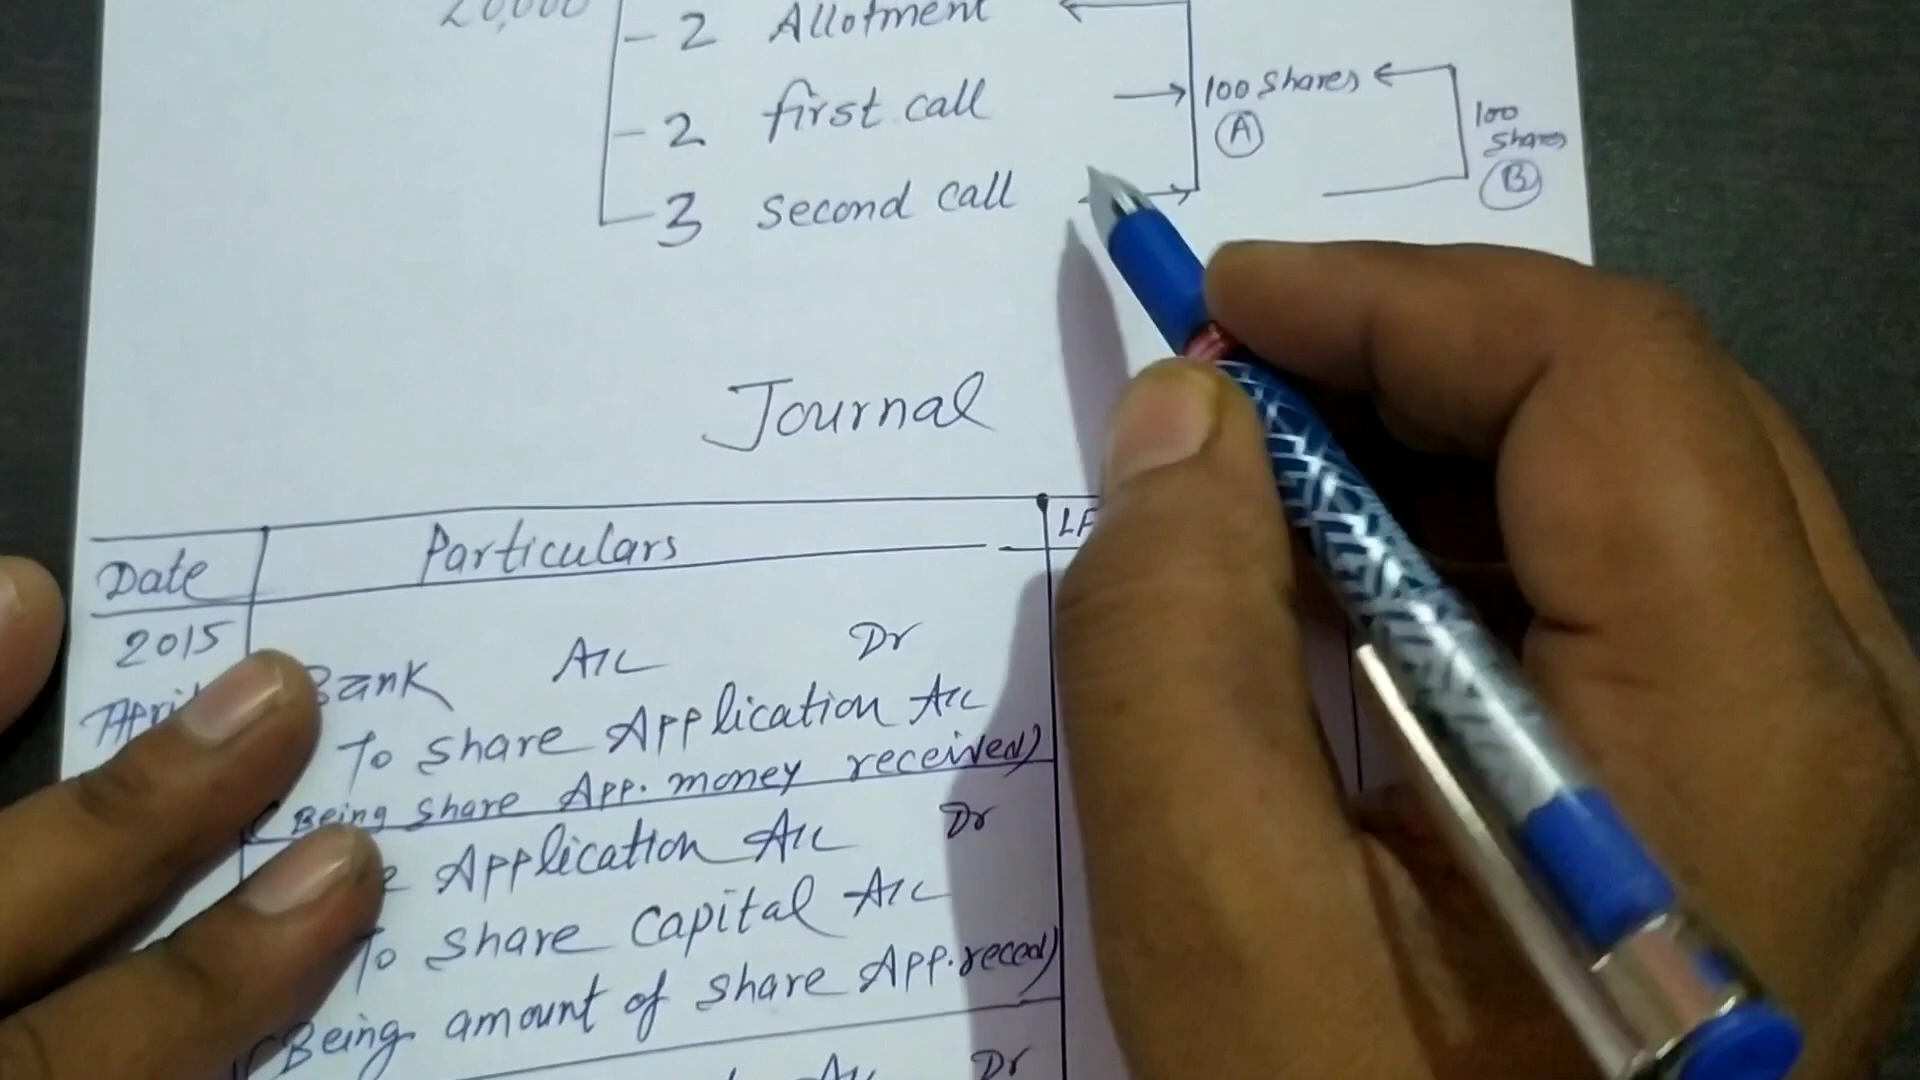 20,000
- 2 Allotment
- 2 first call 100 shares
A
100
shares
B
3 second call
Journal
Date Particulars LF
2015
April Bank A/c Dr
To share Application A/c
(Being share App. money received)
Application A/c Dr
To share capital A/c
(Being amount of share App. reced)
A/c Dr